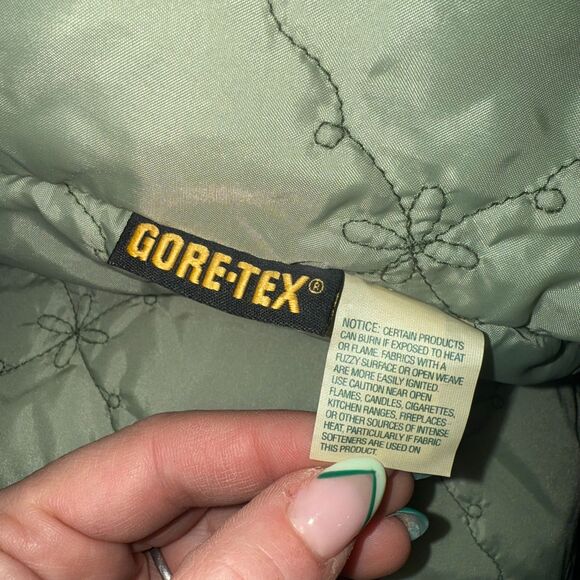 GORE-TEX®
NOTICE: CERTAIN PRODUCTS
CAN BURN IF EXPOSED TO HEAT
OR FLAME. FABRICS WITH A
FUZZY SURFACE OR OPEN WEAVE
ARE MORE EASILY IGNITED.
USE CAUTION NEAR OPEN
FLAMES, CANDLES, CIGARETTES,
KITCHEN RANGES, FIREPLACES
OR OTHER SOURCES OF INTENSE
HEAT, PARTICULARLY IF FABRIC
SOFTENERS ARE USED ON
THIS PRODUCT.